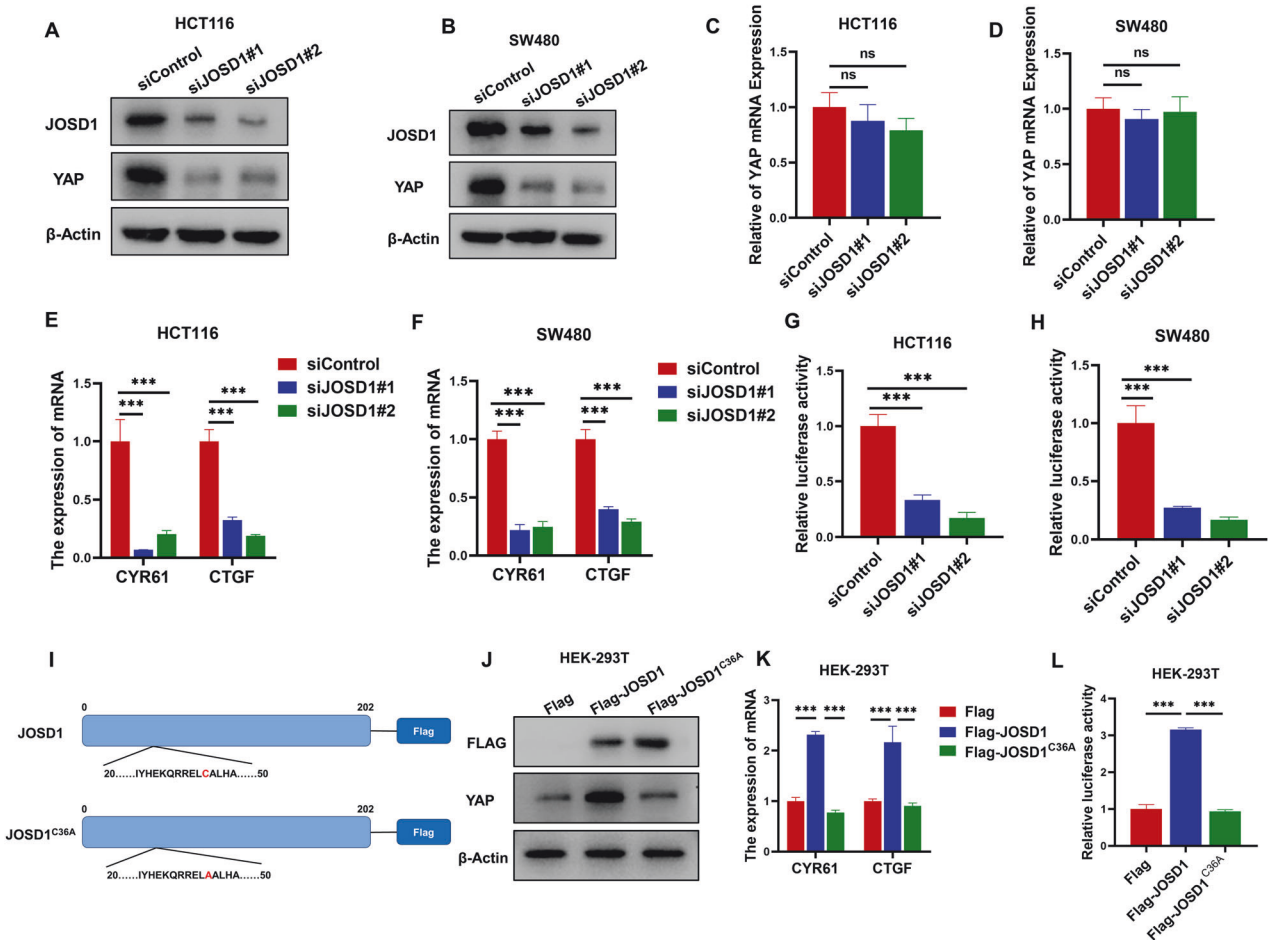 A
HCT116
siControl
siJOSD1#1
siJOSD1#2
JOSD1
YAP
β-Actin
B
SW480
siControl
siJOSD1#1
siJOSD1#2
JOSD1
YAP
β-Actin
C
HCT116
Relative of YAP mRNA Expression
1.5
1.0
0.5
0.0
ns
ns
siControl
siJOSD1#1
siJOSD1#2
D
SW480
Relative of YAP mRNA Expression
1.5
1.0
0.5
0.0
ns
ns
siControl
siJOSD1#1
siJOSD1#2
E
HCT116
The expression of mRNA
1.5
1.0
0.5
0.0
***
***
***
***
CYR61
CTGF
siControl
siJOSD1#1
siJOSD1#2
F
SW480
The expression of mRNA
1.5
1.0
0.5
0.0
***
***
***
***
CYR61
CTGF
siControl
siJOSD1#1
siJOSD1#2
G
HCT116
Relative luciferase activity
1.5
1.0
0.5
0.0
***
***
siControl
siJOSD1#1
siJOSD1#2
H
SW480
Relative luciferase activity
1.5
1.0
0.5
0.0
***
***
siControl
siJOSD1#1
siJOSD1#2
I
0
202
JOSD1
Flag
20......IYHEKQRRELCALHA......50
0
202
JOSD1C36A
Flag
20......IYHEKQRRELAALHA......50
J
HEK-293T
Flag
Flag-JOSD1
Flag-JOSD1C36A
FLAG
YAP
β-Actin
K
HEK-293T
The expression of mRNA
3
2
1
0
*** ***
*** ***
CYR61
CTGF
Flag
Flag-JOSD1
Flag-JOSD1C36A
L
HEK-293T
Relative luciferase activity
4
3
2
1
0
*** ***
Flag
Flag-JOSD1
Flag-JOSD1C36A